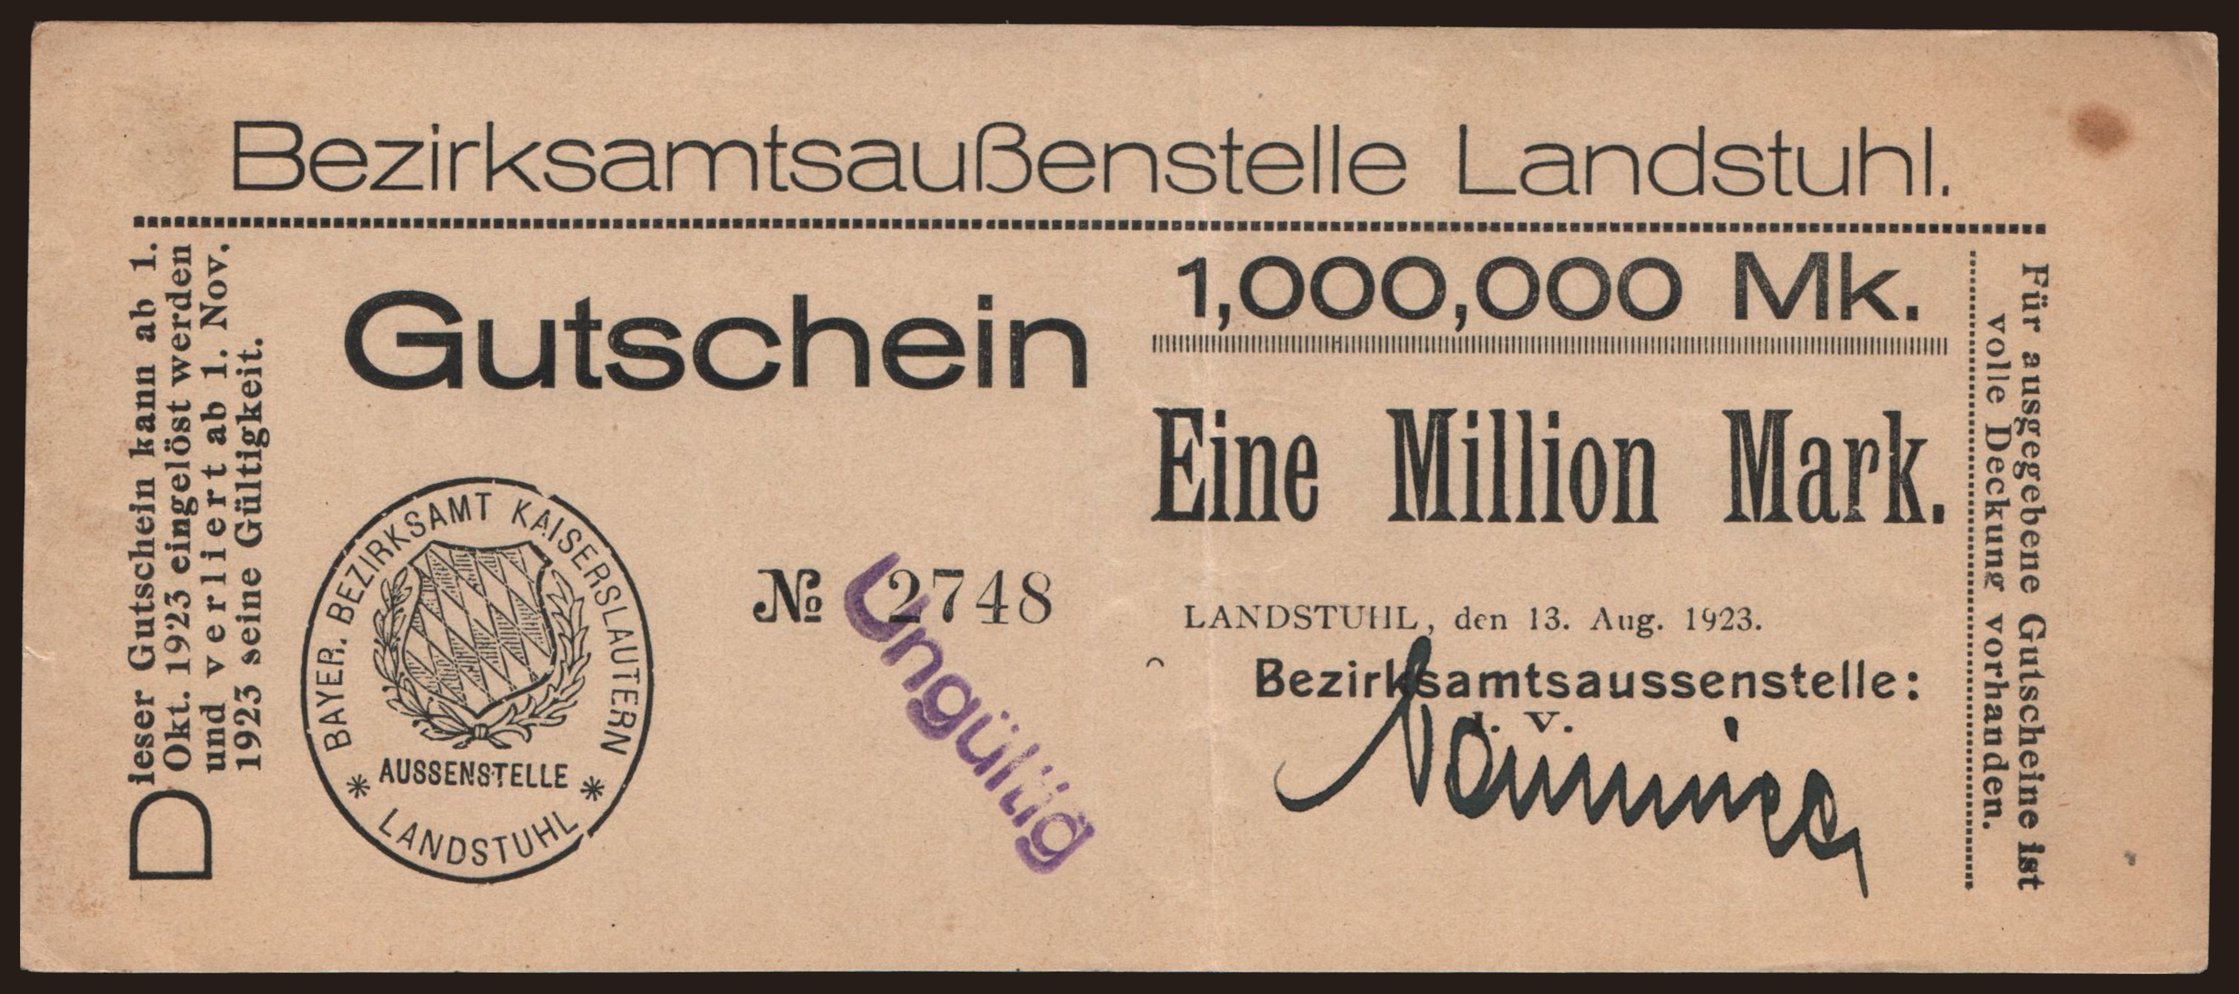 Bezirksamtsaußenstelle Landstuhl.
Dieser Gutschein kann ab 1.
Okt. 1923 eingelöst werden
und verliert ab 1. Nov.
1923 seine Gültigkeit.
Gutschein
1,000,000 Mk.
Eine Million Mark.
BAYER. BEZIRKSAMT KAISERSLAUTERN
AUSSENSTELLE
* LANDSTUHL *
№ 2748
Ungültig
LANDSTUHL, den 13. Aug. 1923.
Bezirksamtsaussenstelle:
I. V.
Für ausgegebene Gutscheine ist
volle Deckung vorhanden.